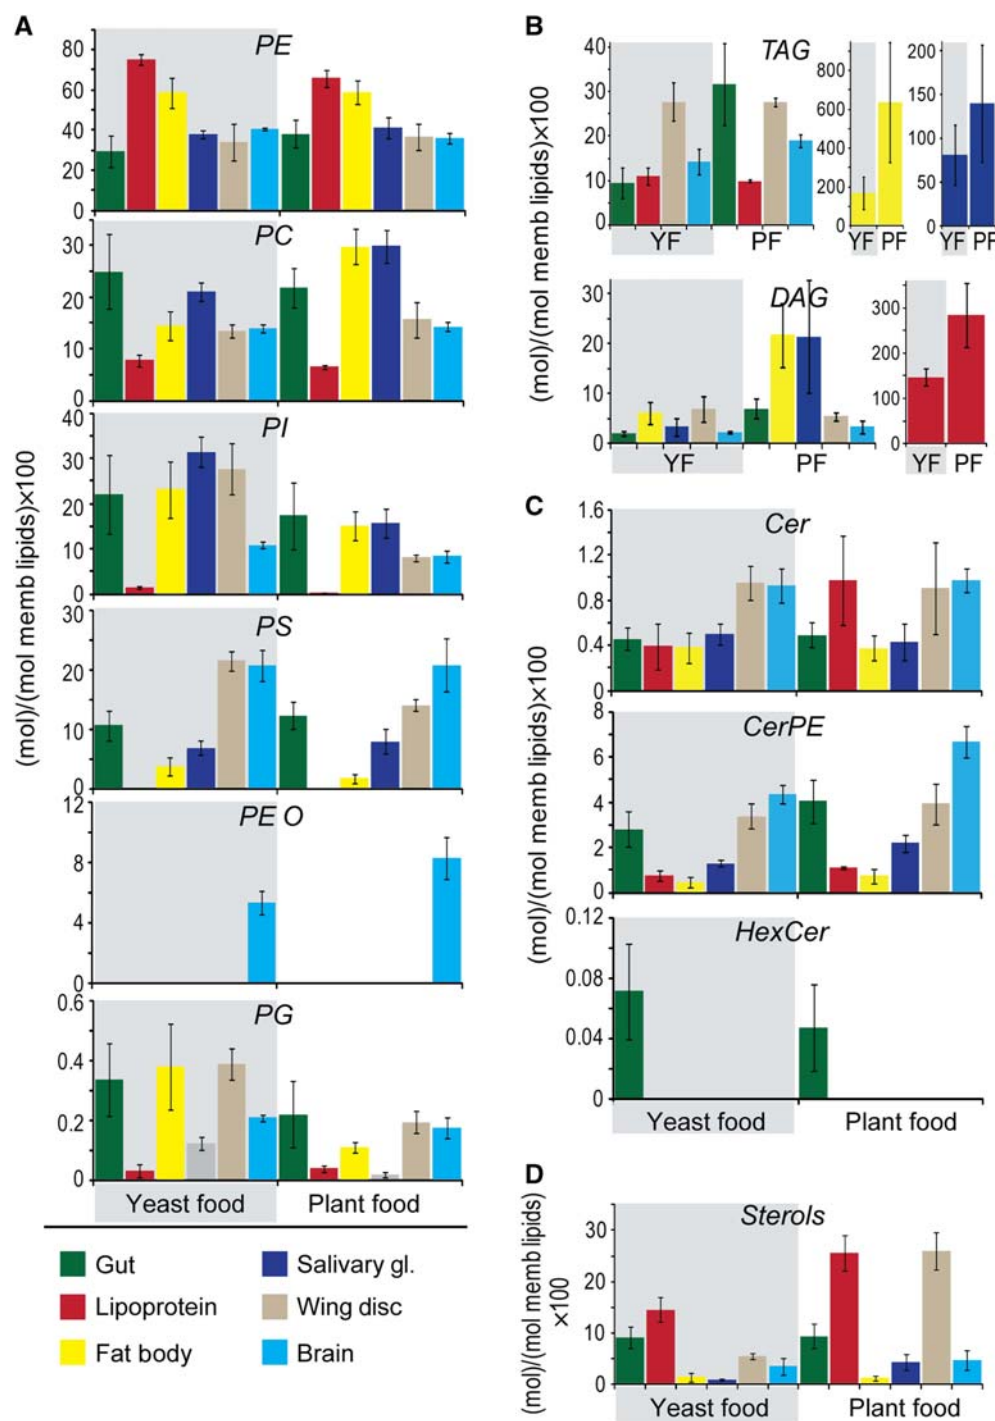 A
PE
80
60
40
20
0
PC
30
20
10
0
PI
40
30
20
10
0
PS
30
20
10
0
PE O
12
8
4
0
PG
0.6
0.4
0.2
0
Yeast food Plant food
(mol)/(mol memb lipids)×100
Gut
Lipoprotein
Fat body
Salivary gl.
Wing disc
Brain
B
TAG
40
30
20
10
0
YF PF
800
600
400
200
0
YF PF
200
150
100
50
0
YF PF
DAG
30
20
10
0
YF PF
300
200
100
0
YF PF
(mol)/(mol memb lipids)×100
C
Cer
1.6
1.2
0.8
0.4
0
CerPE
8
6
4
2
0
HexCer
0.12
0.08
0.04
0
Yeast food Plant food
(mol)/(mol memb lipids)×100
D
Sterols
30
20
10
0
Yeast food Plant food
(mol)/(mol memb lipids)
×100